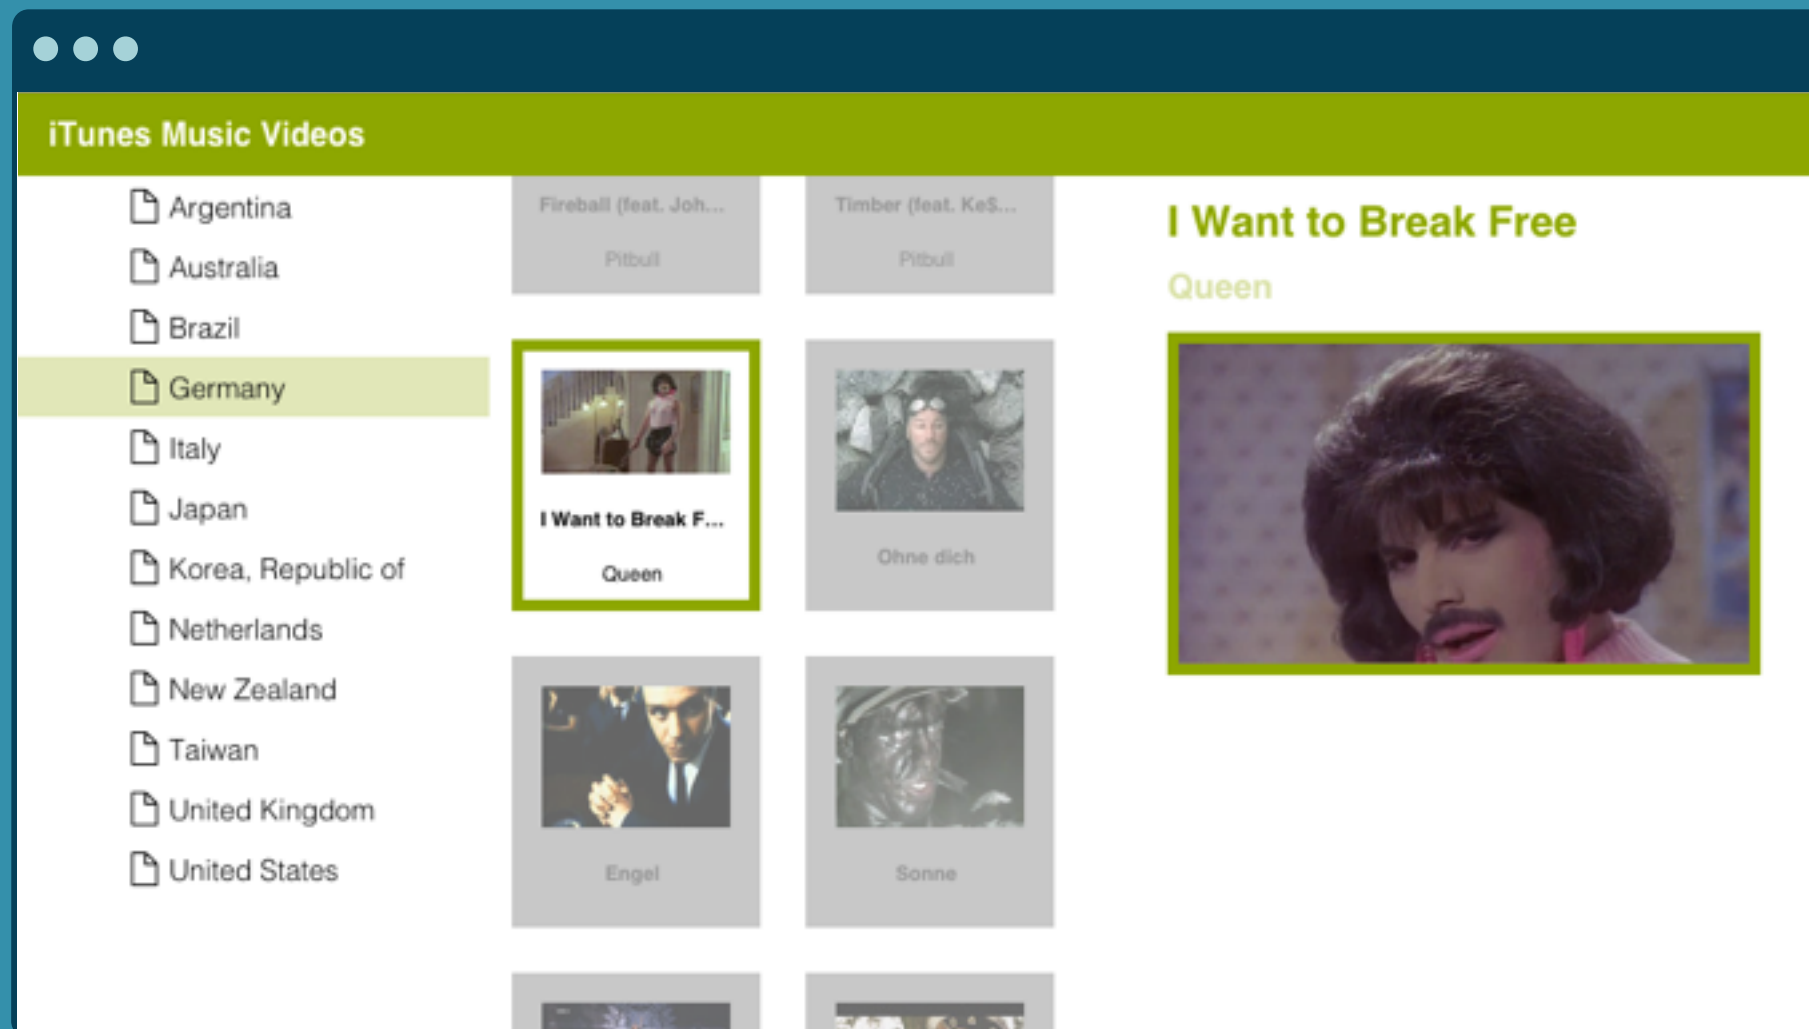 iTunes Music Videos
Argentina
Australia
Brazil
Germany
Italy
Japan
Korea, Republic of
Netherlands
New Zealand
Taiwan
United Kingdom
United States
Fireball (feat. Joh...
Pitbull
Timber (feat. Ke$...
Pitbull
I Want to Break F...
Queen
Ohne dich
Engel
Sonne
I Want to Break Free
Queen